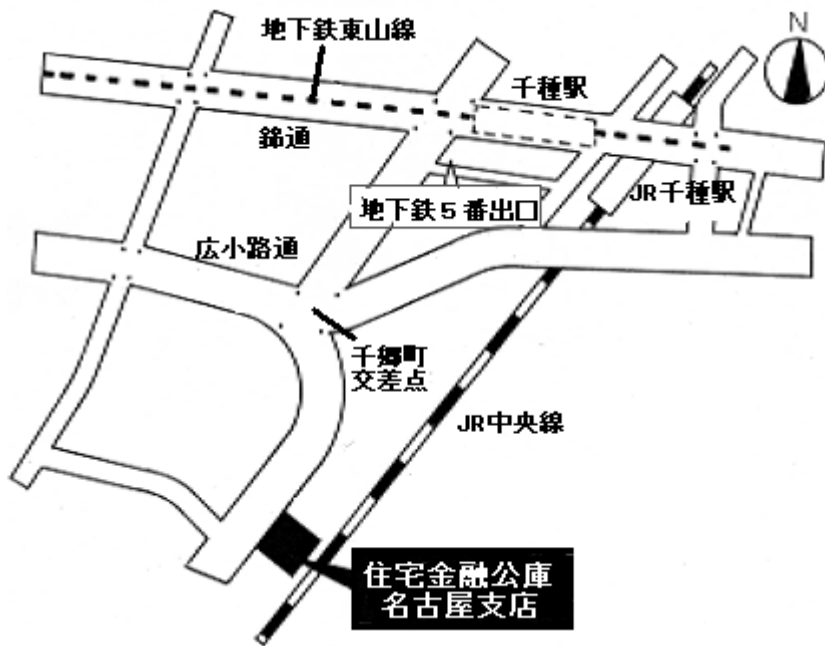 地下鉄東山線
N
千種駅
錦通
JR千種駅
地下鉄5番出口
広小路通
千郷町
交差点
JR中央線
住宅金融公庫
名古屋支店